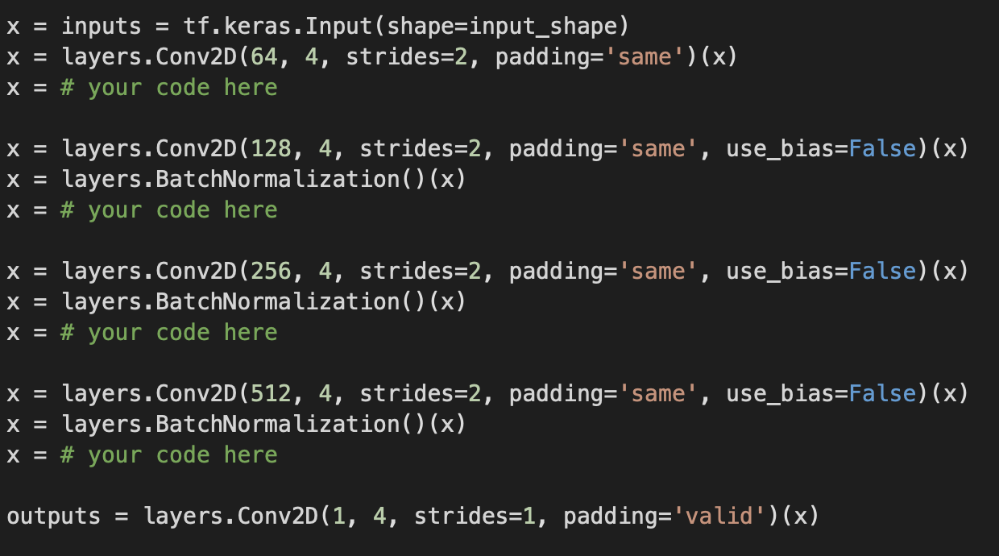 x = inputs = tf.keras.Input(shape=input_shape)
x = layers.Conv2D(64, 4, strides=2, padding='same')(x)
x = # your code here
x = layers.Conv2D(128, 4, strides=2, padding='same', use_bias=False)(x)
x = layers.BatchNormalization()(x)
x = # your code here
x = layers.Conv2D(256, 4, strides=2, padding='same', use_bias=False)(x)
x = layers.BatchNormalization()(x)
x = # your code here
x = layers.Conv2D(512, 4, strides=2, padding='same', use_bias=False)(x)
x = layers.BatchNormalization()(x)
x = # your code here
outputs = layers.Conv2D(1, 4, strides=1, padding='valid')(x)